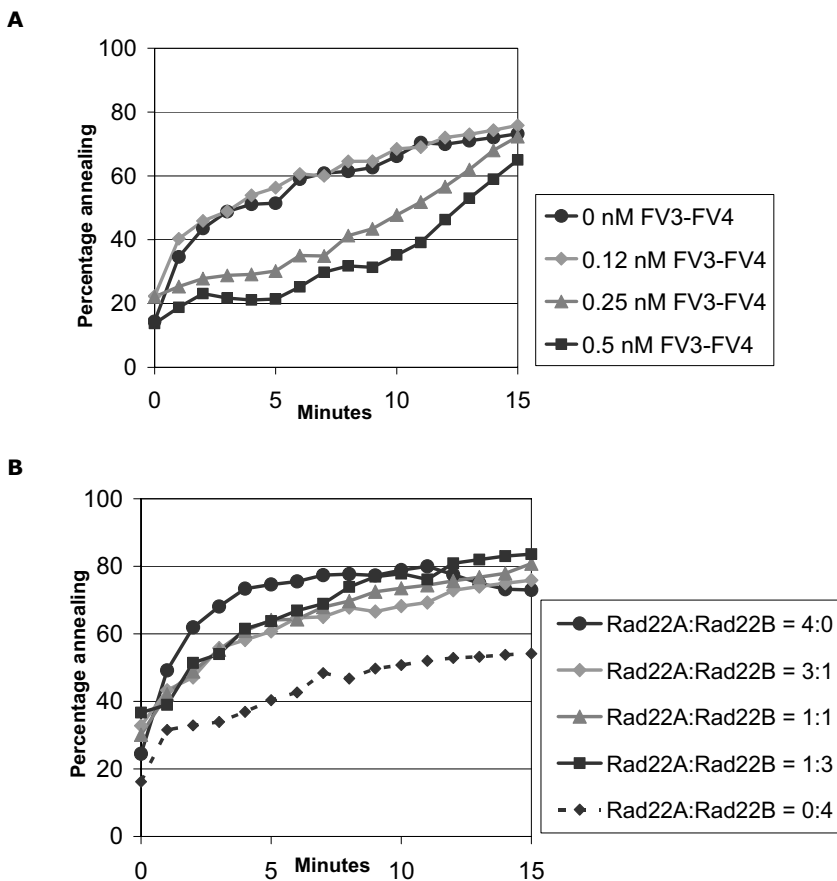 A
100
80
60
40
20
0
Percentage annealing
0
5
10
15
Minutes
0 nM FV3-FV4
0.12 nM FV3-FV4
0.25 nM FV3-FV4
0.5 nM FV3-FV4
B
100
80
60
40
20
0
Percentage annealing
0
5
10
15
Minutes
Rad22A:Rad22B = 4:0
Rad22A:Rad22B = 3:1
Rad22A:Rad22B = 1:1
Rad22A:Rad22B = 1:3
Rad22A:Rad22B = 0:4